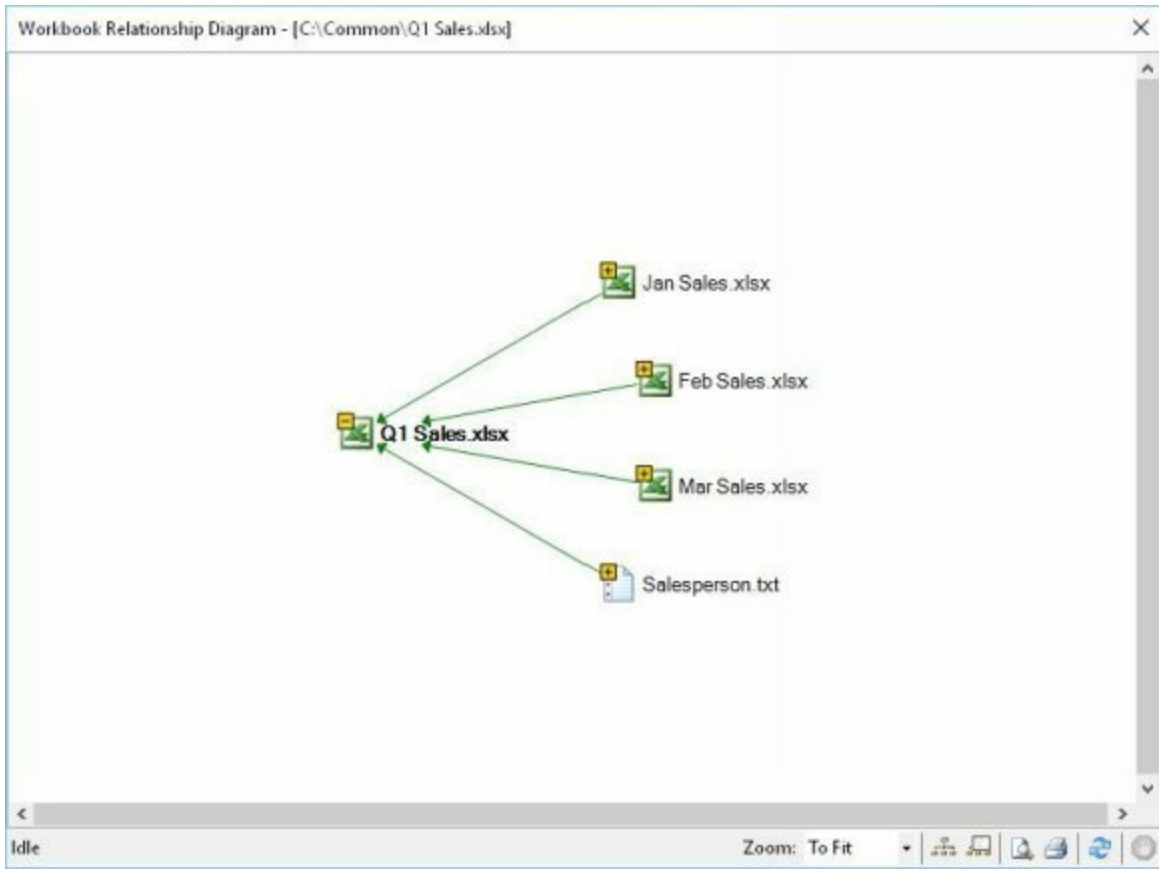 Workbook Relationship Diagram - [C:\Common\Q1 Sales.xlsx]
Jan Sales.xlsx
Feb Sales.xlsx
Q1 Sales.xlsx
Mar Sales.xlsx
Salesperson.txt
Idle
Zoom: To Fit